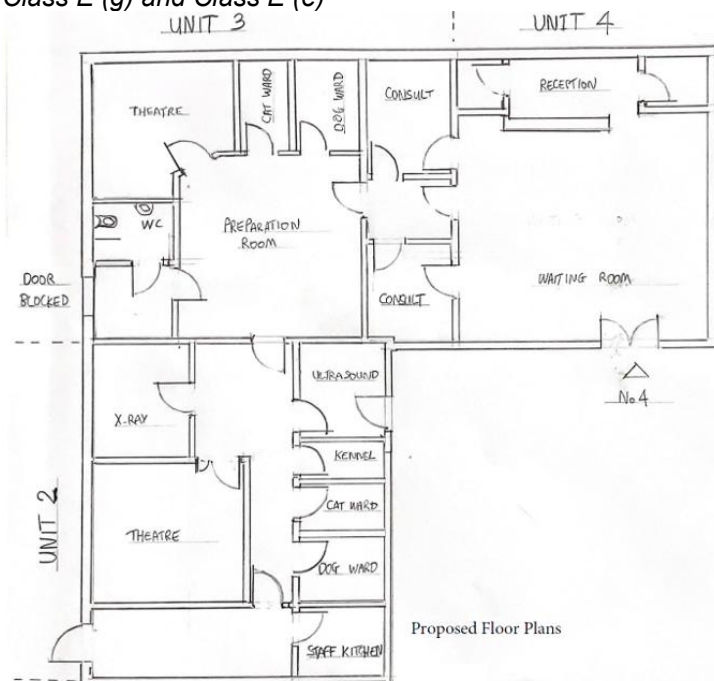 Class E (g) and Class E (e)
UNIT 3
UNIT 4
THEATRE
CAT WARD
DOG WARD
CONSULT
RECEPTION
WC
PREPARATION
ROOM
DOOR
BLOCKED
CONSULT
WAITING ROOM
No 4
X-RAY
ULTRASOUND
KENNEL
CAT WARD
UNIT 2
THEATRE
DOG WARD
STAFF KITCHEN
Proposed Floor Plans